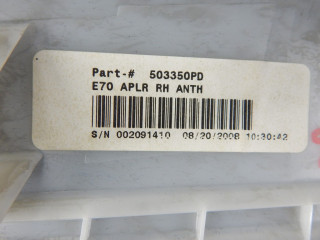 Part-# 503350PD
E70 APLR RH ANTH
S/N 002091410 08/20/2008 10:30:42